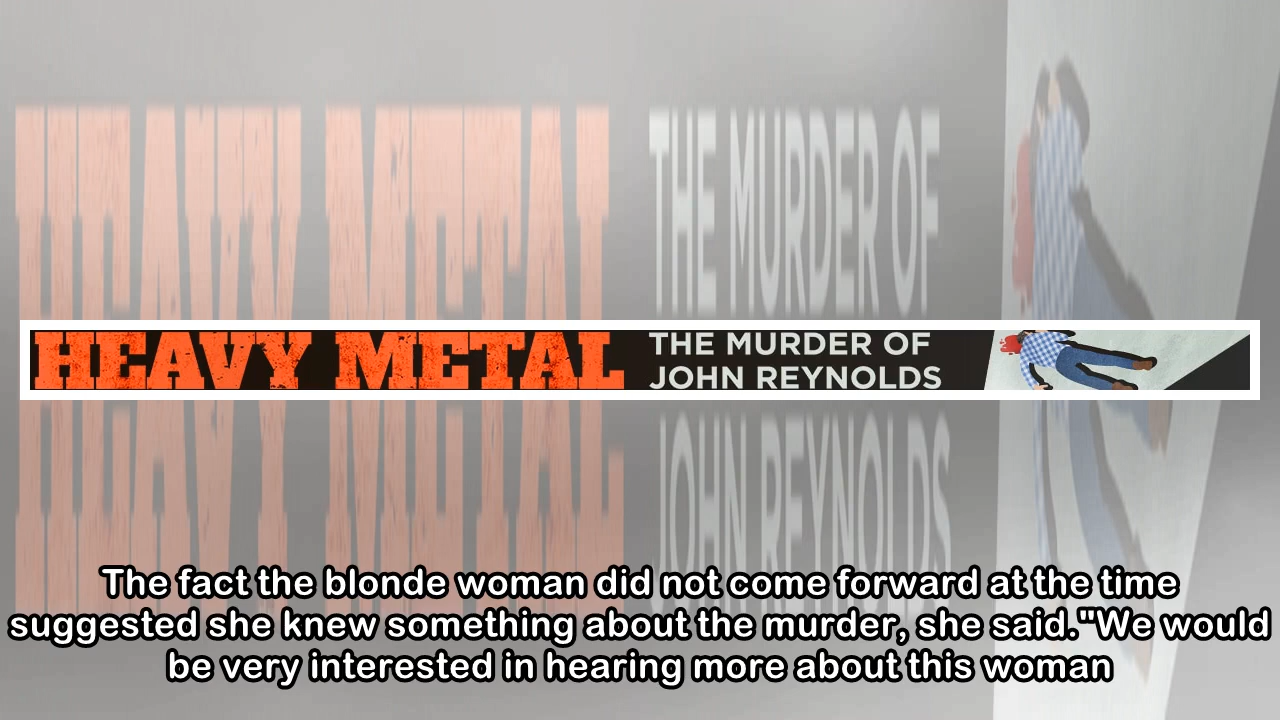 HEAVY METAL
THE MURDER OF
JOHN REYNOLDS
HEAVY METAL
THE MURDER OF
JOHN REYNOLDS
The fact the blonde woman did not come forward at the time
suggested she knew something about the murder, she said."We would
be very interested in hearing more about this woman